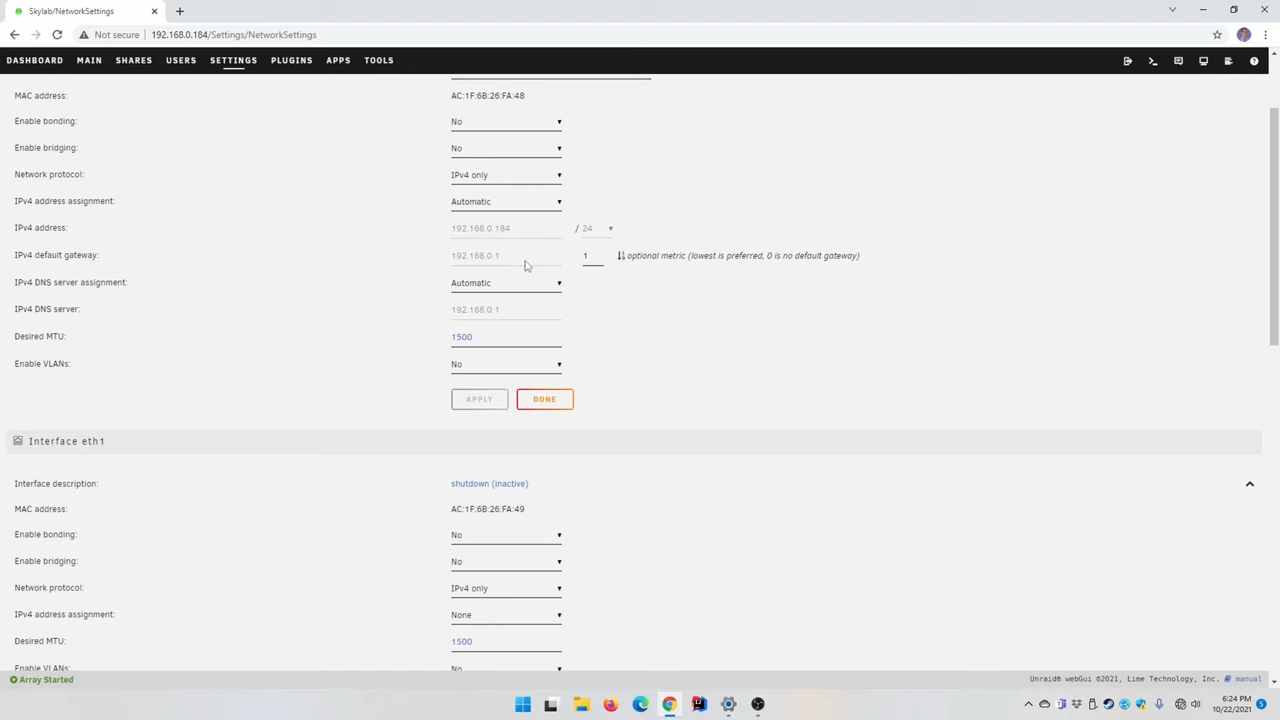 Skylab/NetworkSettings
Not secure 192.168.0.184/Settings/NetworkSettings
DASHBOARD MAIN SHARES USERS SETTINGS PLUGINS APPS TOOLS
MAC address: AC:1F:6B:26:FA:48
Enable bonding: No
Enable bridging: No
Network protocol: IPv4 only
IPv4 address assignment: Automatic
IPv4 address: 192.168.0.184 / 24
IPv4 default gateway: 192.168.0.1 1 optional metric (lowest is preferred, 0 is no default gateway)
IPv4 DNS server assignment: Automatic
IPv4 DNS server: 192.168.0.1
Desired MTU: 1500
Enable VLANs: No
APPLY DONE
Interface eth1
Interface description: shutdown (inactive)
MAC address: AC:1F:6B:26:FA:49
Enable bonding: No
Enable bridging: No
Network protocol: IPv4 only
IPv4 address assignment: None
Desired MTU: 1500
Enable VLANs: No
Array Started Unraid® webGui ©2021, Lime Technology, Inc. manual
6:24 PM
10/22/2021